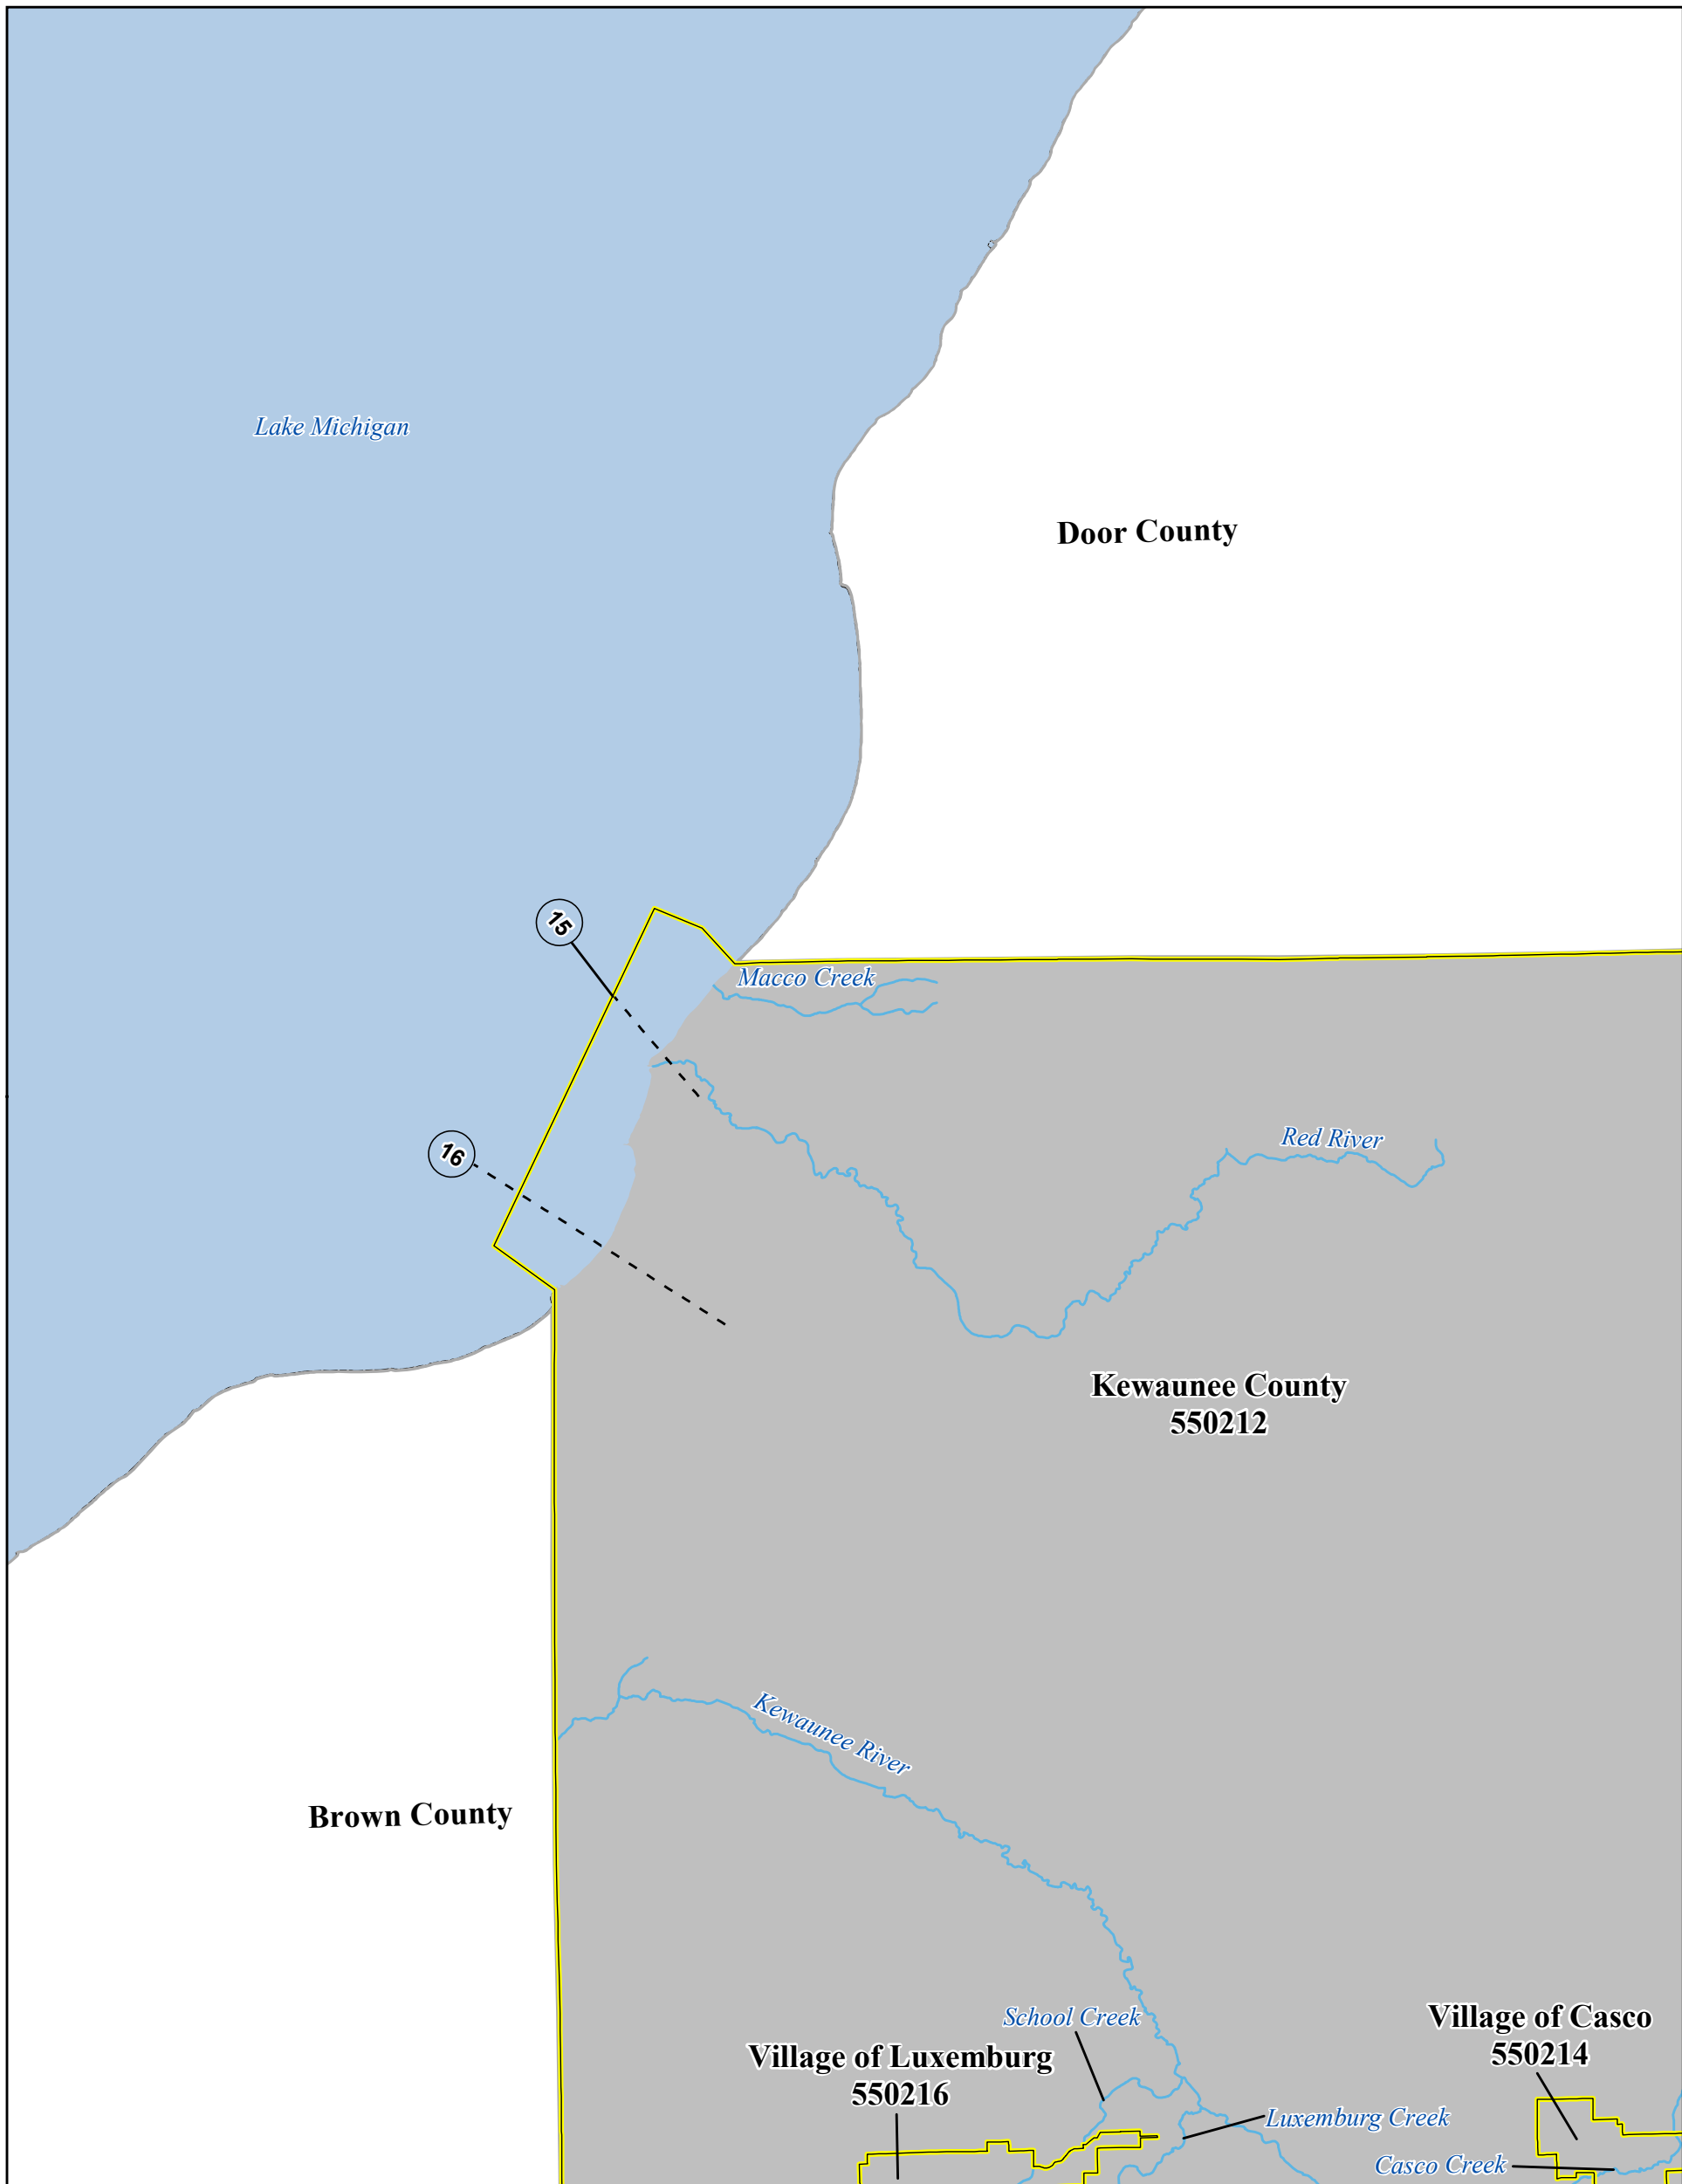 Lake Michigan
Door County
15
Macco Creek
16
Red River
Kewaunee County
550212
Kewaunee River
Brown County
School Creek
Village of Casco
550214
Village of Luxemburg
550216
Luxemburg Creek
Casco Creek